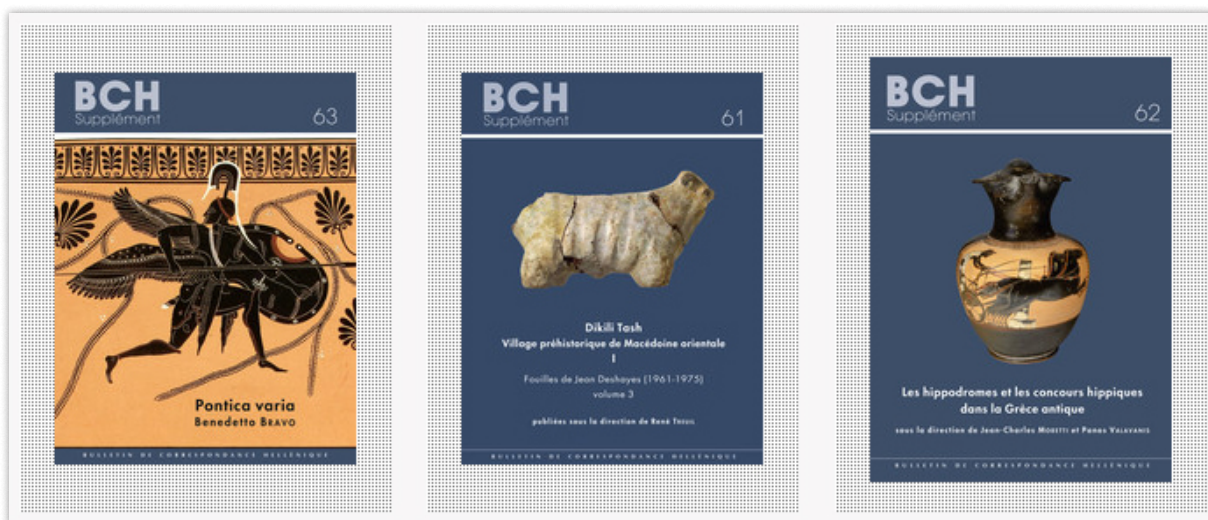 BCH
Supplément
63
Pontica varia
Benedetto BRAVO
BULLETIN DE CORRESPONDANCE HELLÉNIQUE
BCH
Supplément
61
Dikili Tash
Village préhistorique de Macédoine orientale
I
Fouilles de Jean Deshayes (1961-1975)
volume 3
publiées sous la direction de René TREUIL
BULLETIN DE CORRESPONDANCE HELLÉNIQUE
BCH
Supplément
62
Les hippodromes et les concours hippiques
dans la Grèce antique
sous la direction de Jean-Charles MORETTI et Panos VALAVANIS
BULLETIN DE CORRESPONDANCE HELLÉNIQUE